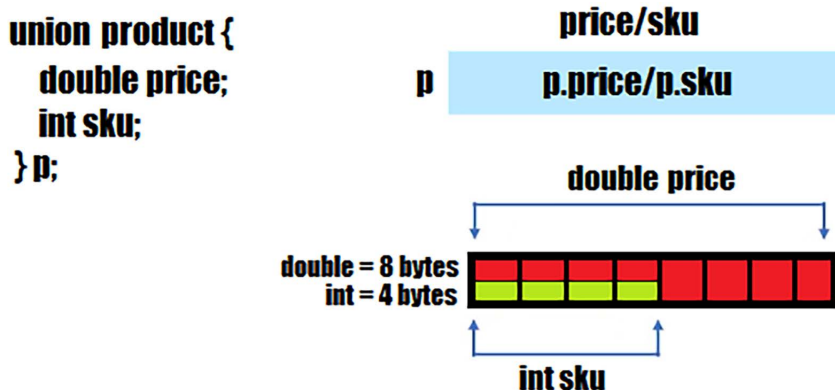 union product {
double price;
int sku;
} p;
price/sku
p
p.price/p.sku
double price
double = 8 bytes
int = 4 bytes
int sku